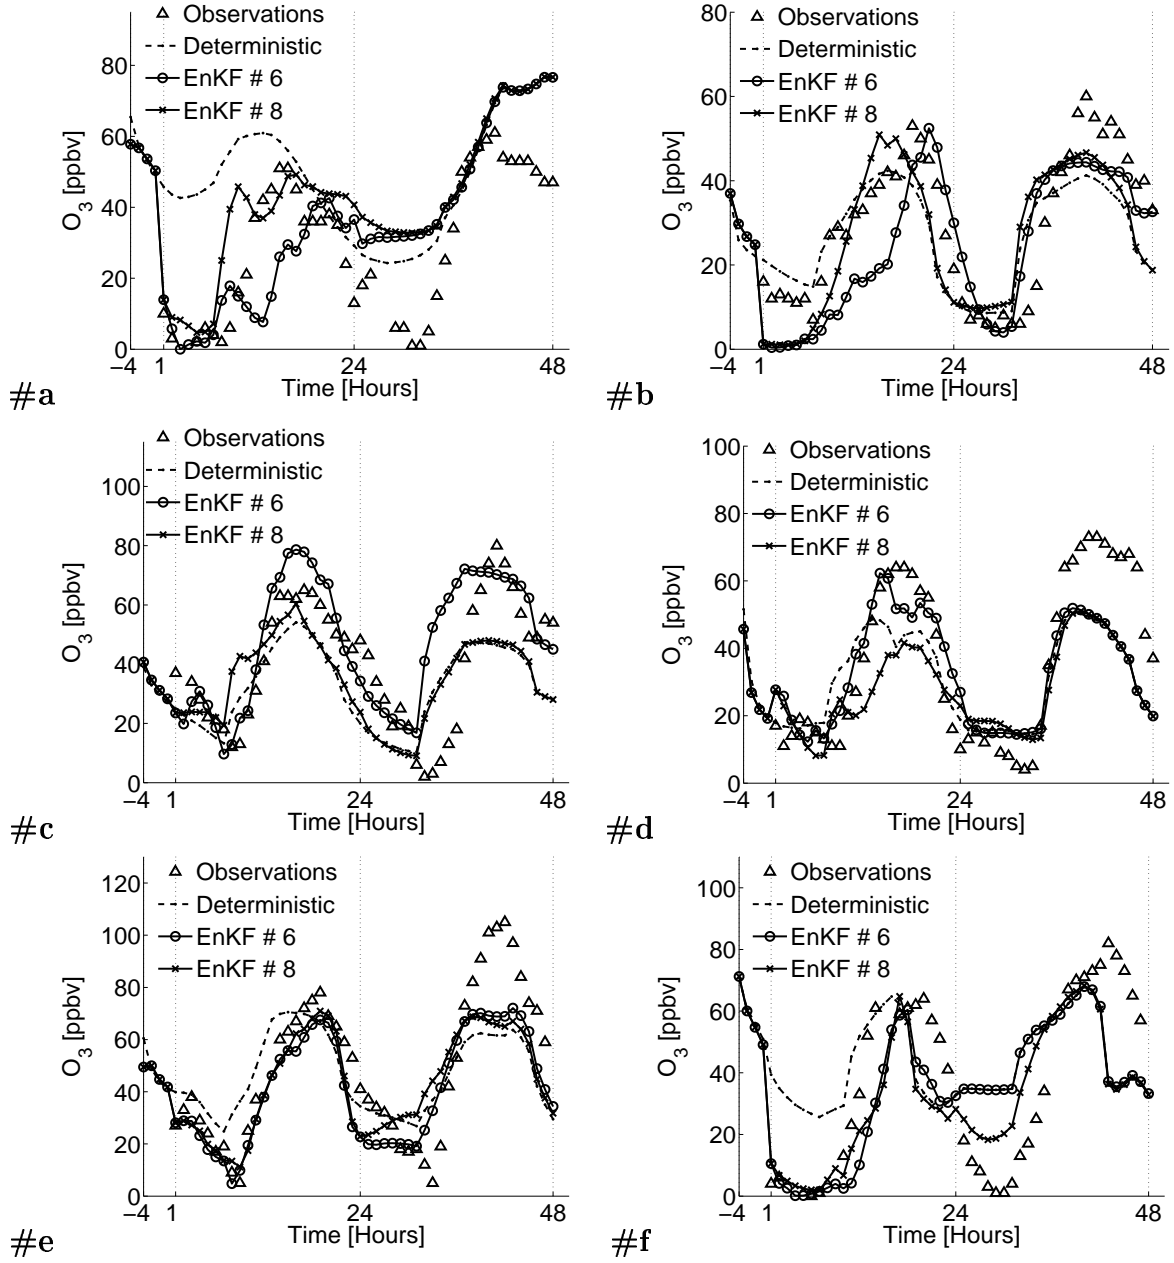 Observations
Deterministic
EnKF # 6
EnKF # 8
O3 [ppbv]
80
60
40
20
0
−4 1 24 48
Time [Hours]
#a
Observations
Deterministic
EnKF # 6
EnKF # 8
O3 [ppbv]
80
60
40
20
0
−4 1 24 48
Time [Hours]
#b
Observations
Deterministic
EnKF # 6
EnKF # 8
O3 [ppbv]
100
80
60
40
20
0
−4 1 24 48
Time [Hours]
#c
Observations
Deterministic
EnKF # 6
EnKF # 8
O3 [ppbv]
100
80
60
40
20
0
−4 1 24 48
Time [Hours]
#d
Observations
Deterministic
EnKF # 6
EnKF # 8
O3 [ppbv]
120
100
80
60
40
20
0
−4 1 24 48
Time [Hours]
#e
Observations
Deterministic
EnKF # 6
EnKF # 8
O3 [ppbv]
100
80
60
40
20
0
−4 1 24 48
Time [Hours]
#f